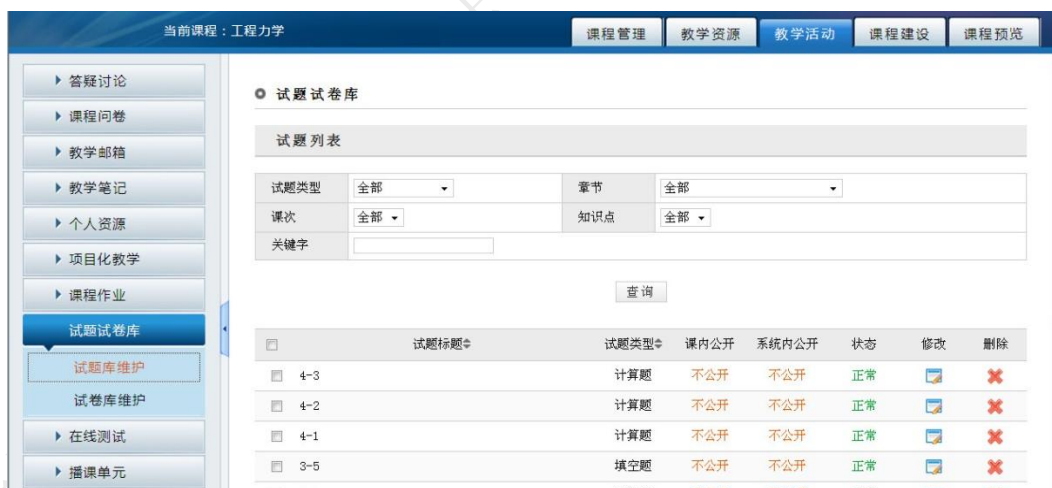 当前课程：工程力学
课程管理 教学资源 教学活动 课程建设 课程预览
答疑讨论
课程问卷
教学邮箱
教学笔记
个人资源
项目化教学
课程作业
试题试卷库
试题库维护
试卷库维护
在线测试
播课单元
试题试卷库
试题列表
试题类型 全部 章节 全部
课次 全部 知识点 全部
关键字
查询
试题标题 试题类型 课内公开 系统内公开 状态 修改 删除
4-3 计算题 不公开 不公开 正常
4-2 计算题 不公开 不公开 正常
4-1 计算题 不公开 不公开 正常
3-5 填空题 不公开 不公开 正常